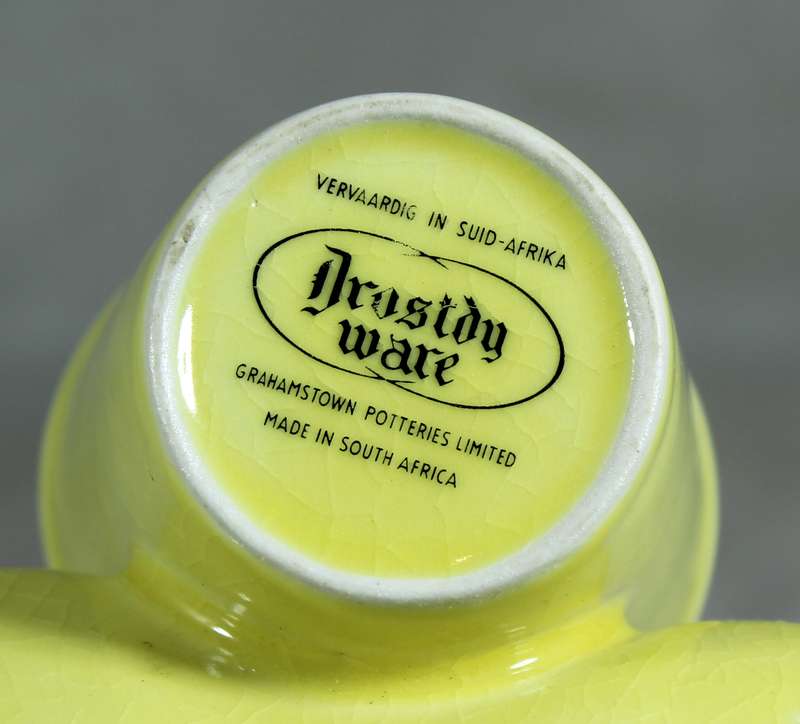 VERVAARDIG IN SUID-AFRIKA
Drostdy
ware
GRAHAMSTOWN POTTERIES LIMITED
MADE IN SOUTH AFRICA